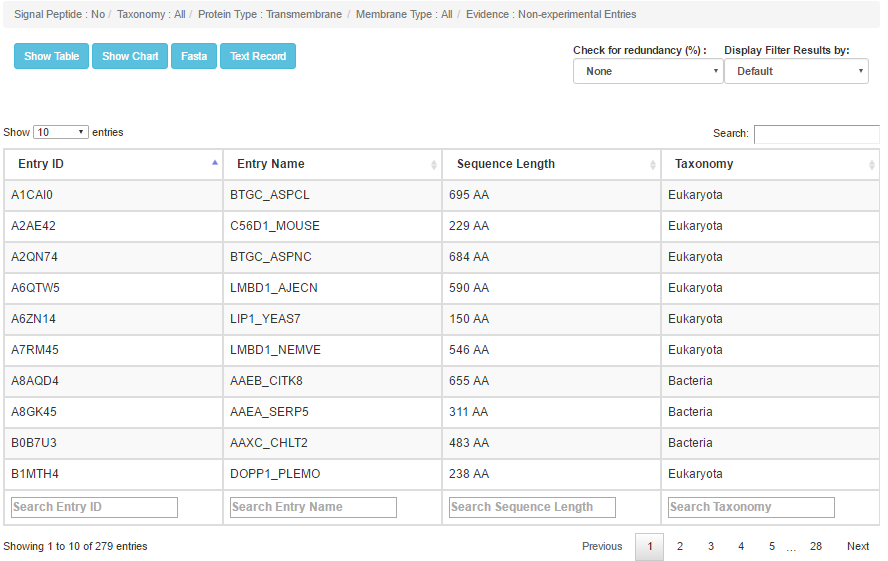 Signal Peptide : No / Taxonomy : All / Protein Type : Transmembrane / Membrane Type : All / Evidence : Non-experimental Entries
Show Table Show Chart Fasta Text Record
Check for redundancy (%) : Display Filter Results by:
None Default
Show 10 entries Search:
Entry ID Entry Name Sequence Length Taxonomy
A1CAI0 BTGC_ASPCL 695 AA Eukaryota
A2AE42 C56D1_MOUSE 229 AA Eukaryota
A2QN74 BTGC_ASPNC 684 AA Eukaryota
A6QTW5 LMBD1_AJECN 590 AA Eukaryota
A6ZN14 LIP1_YEAS7 150 AA Eukaryota
A7RM45 LMBD1_NEMVE 546 AA Eukaryota
A8AQD4 AAEB_CITK8 655 AA Bacteria
A8GK45 AAEA_SERP5 311 AA Bacteria
B0B7U3 AAXC_CHLT2 483 AA Bacteria
B1MTH4 DOPP1_PLEMO 238 AA Eukaryota
Search Entry ID Search Entry Name Search Sequence Length Search Taxonomy
Showing 1 to 10 of 279 entries Previous 1 2 3 4 5 ... 28 Next